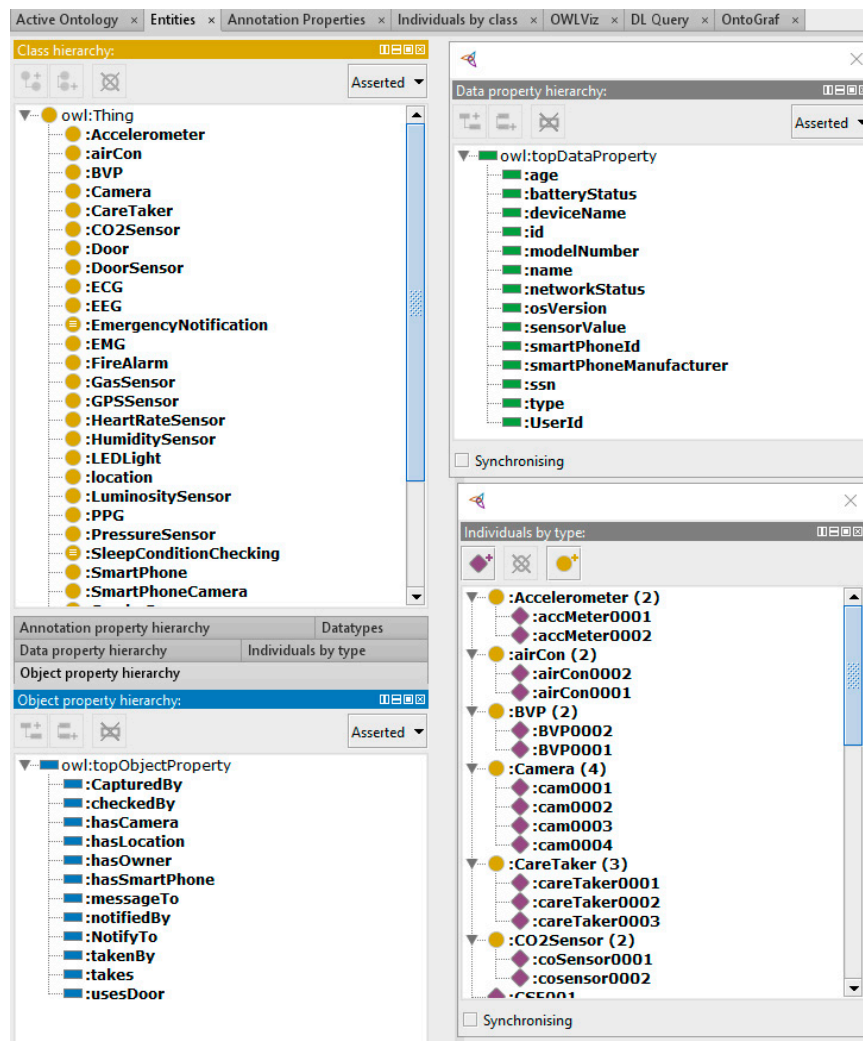 Active Ontology × Entities × Annotation Properties × Individuals by class × OWLViz × DL Query × OntoGraf ×
Class hierarchy:
Asserted
owl:Thing
:Accelerometer
:airCon
:BVP
:Camera
:CareTaker
:CO2Sensor
:Door
:DoorSensor
:ECG
:EEG
:EmergencyNotification
:EMG
:FireAlarm
:GasSensor
:GPSSensor
:HeartRateSensor
:HumiditySensor
:LEDLight
:location
:LuminositySensor
:PPG
:PressureSensor
:SleepConditionChecking
:SmartPhone
:SmartPhoneCamera
Annotation property hierarchy Datatypes
Data property hierarchy Individuals by type
Object property hierarchy
Object property hierarchy:
Asserted
owl:topObjectProperty
:CapturedBy
:checkedBy
:hasCamera
:hasLocation
:hasOwner
:hasSmartPhone
:messageTo
:notifiedBy
:NotifyTo
:takenBy
:takes
:usesDoor
Data property hierarchy:
Asserted
owl:topDataProperty
:age
:batteryStatus
:deviceName
:id
:modelNumber
:name
:networkStatus
:osVersion
:sensorValue
:smartPhoneId
:smartPhoneManufacturer
:ssn
:type
:UserId
Synchronising
Individuals by type:
:Accelerometer (2)
:accMeter0001
:accMeter0002
:airCon (2)
:airCon0002
:airCon0001
:BVP (2)
:BVP0002
:BVP0001
:Camera (4)
:cam0001
:cam0002
:cam0003
:cam0004
:CareTaker (3)
:careTaker0001
:careTaker0002
:careTaker0003
:CO2Sensor (2)
:coSensor0001
:cosensor0002
Synchronising